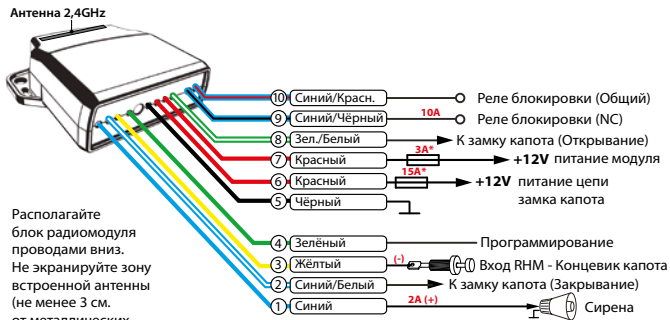 Антенна 2,4GHz
10 Синий/Красн. Реле блокировки (Общий)
9 Синий/Чёрный 10A Реле блокировки (NC)
8 Зел./Белый К замку капота (Открывание)
7 Красный 3A* +12V питание модуля
6 Красный 15A* +12V питание цепи
замка капота
5 Чёрный
4 Зелёный Программирование
3 Жёлтый (-) Вход RHM - Концевик капота
2 Синий/Белый К замку капота (Закрывание)
1 Синий 2A (+) Сирена
Располагайте
блок радиомодуля
проводами вниз.
Не экранируйте зону
встроенной антенны
(не менее 3 см.
от металлических